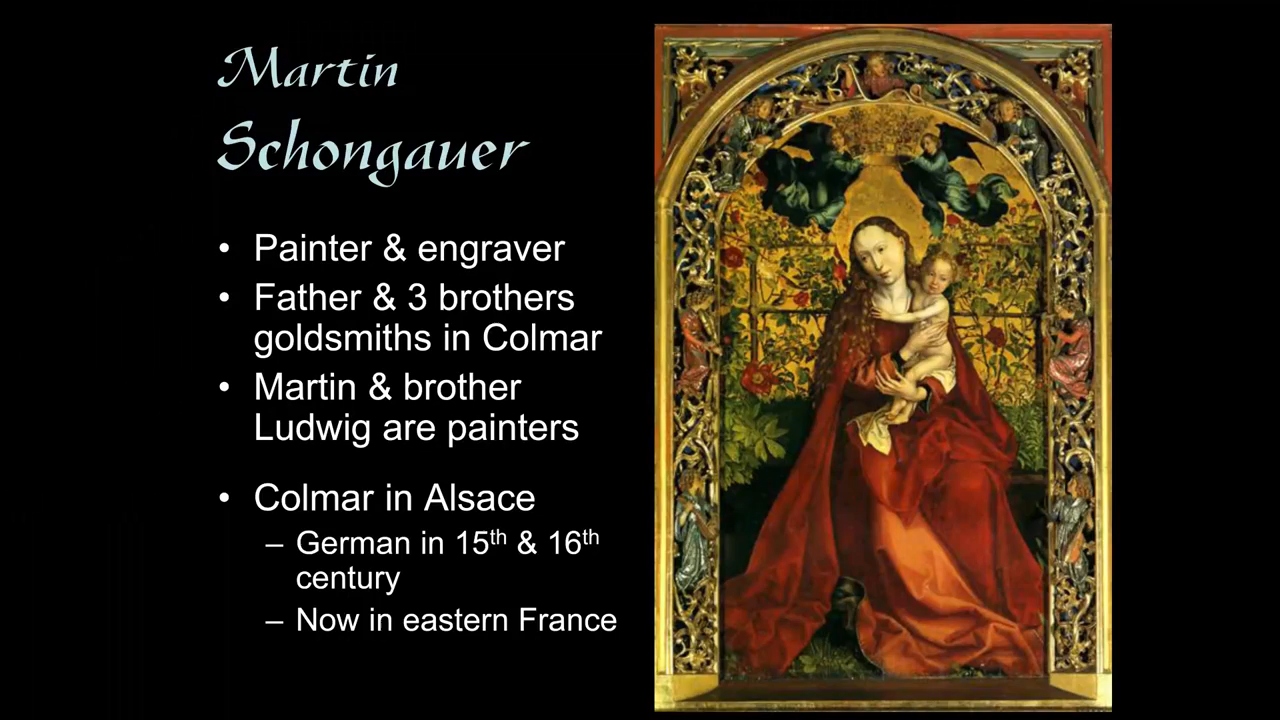 Martin
Schongauer
• Painter & engraver
• Father & 3 brothers
goldsmiths in Colmar
• Martin & brother
Ludwig are painters
• Colmar in Alsace
– German in 15th & 16th
century
– Now in eastern France